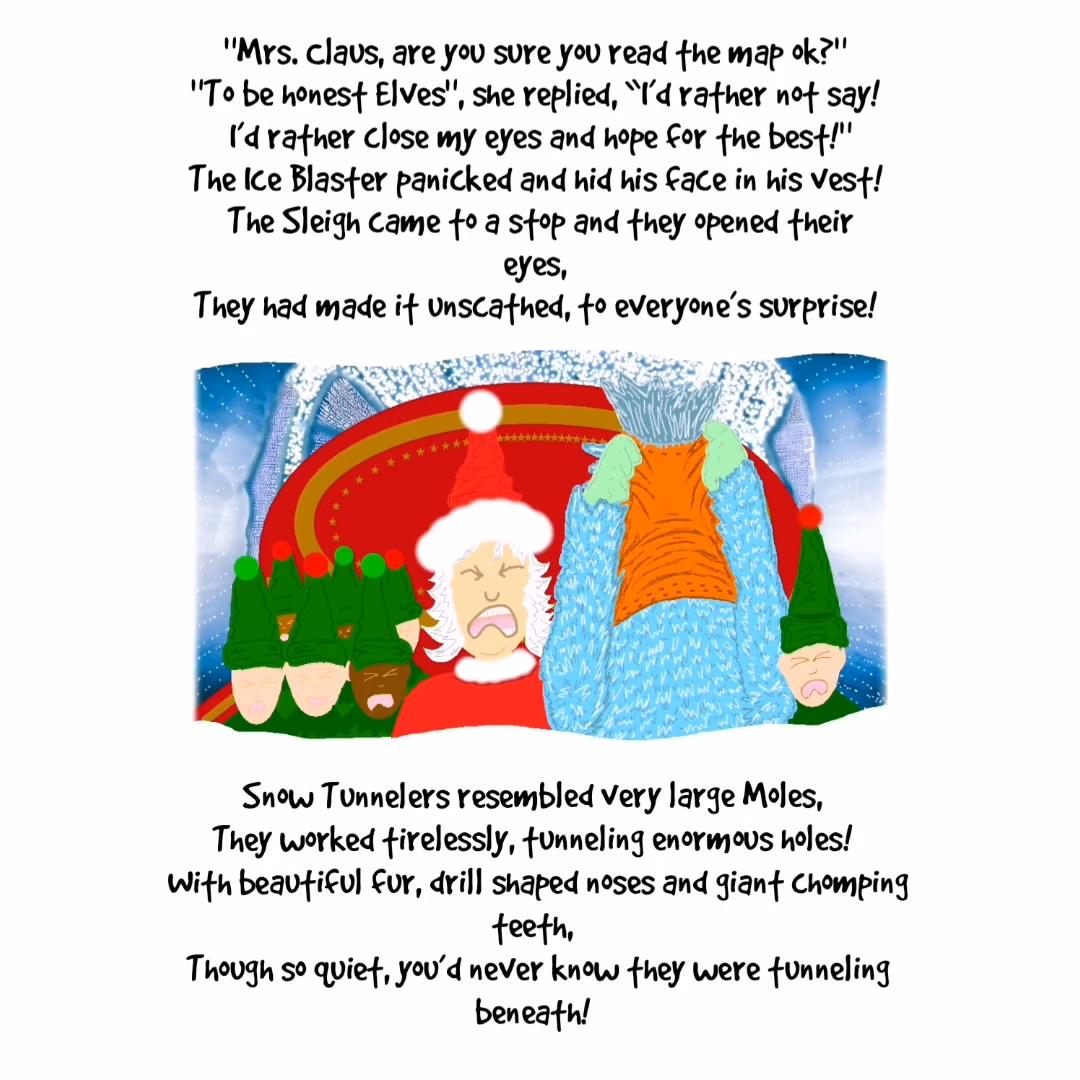 "Mrs. Claus, are you sure you read the map ok?"
"To be honest Elves", she replied, "I'd rather not say!
I'd rather close my eyes and hope for the best!"
The Ice Blaster panicked and hid his face in his vest!
The Sleigh came to a stop and they opened their
eyes,
They had made it unscathed, to everyone's surprise!
Snow Tunnelers resembled very large Moles,
They worked tirelessly, tunneling enormous holes!
With beautiful fur, drill shaped noses and giant chomping
teeth,
Though so quiet, you'd never know they were tunneling
beneath!